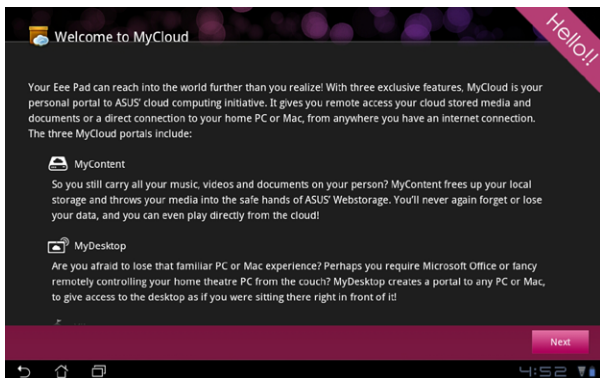 Welcome to MyCloud
Hello!!
Your Eee Pad can reach into the world further than you realize! With three exclusive features, MyCloud is your
personal portal to ASUS' cloud computing initiative. It gives you remote access your cloud stored media and
documents or a direct connection to your home PC or Mac, from anywhere you have an internet connection.
The three MyCloud portals include:
MyContent
So you still carry all your music, videos and documents on your person? MyContent frees up your local
storage and throws your media into the safe hands of ASUS' Webstorage. You'll never again forget or lose
your data, and you can even play directly from the cloud!
MyDesktop
Are you afraid to lose that familiar PC or Mac experience? Perhaps you require Microsoft Office or fancy
remotely controlling your home theatre PC from the couch? MyDesktop creates a portal to any PC or Mac,
to give access to the desktop as if you were sitting there right in front of it!
Next
4:52